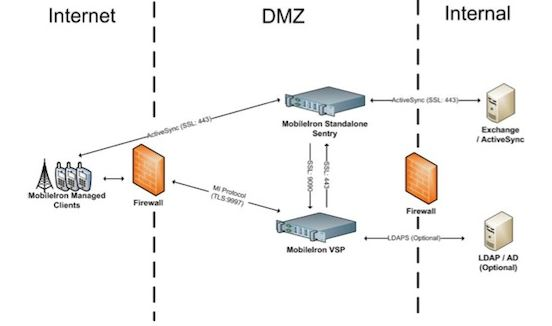 Internet
DMZ
Internal
ActiveSync (SSL: 443)
ActiveSync (SSL: 443)
MobileIron Standalone
Sentry
Exchange
/ ActiveSync
SSL: 9090
SSL: 443
MobileIron Managed
Clients
Firewall
MI Protocol
(TLS:9997)
Firewall
MobileIron VSP
LDAPS (Optional)
LDAP / AD
(Optional)